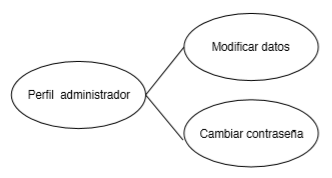 Modificar datos
Perfil administrador
Cambiar contraseña